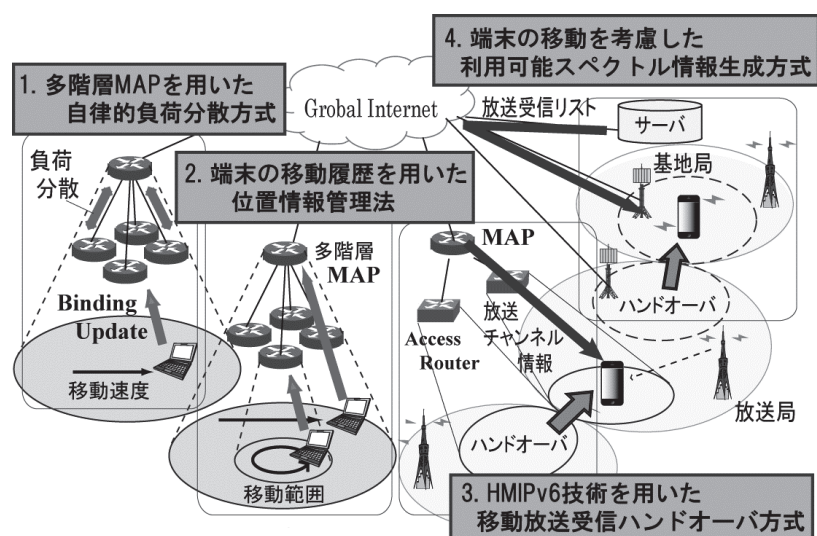 4. 端末の移動を考慮した
利用可能スペクトル情報生成方式
1. 多階層MAPを用いた
自律的負荷分散方式
Grobal Internet
放送受信リスト
サーバ
負荷
分散
2. 端末の移動履歴を用いた
位置情報管理法
基地局
多階層
MAP
MAP
ハンドオーバ
Binding
Update
Access
Router
放送
チャンネル
情報
移動速度
放送局
ハンドオーバ
移動範囲
3. HMIPv6技術を用いた
移動放送受信ハンドオーバ方式